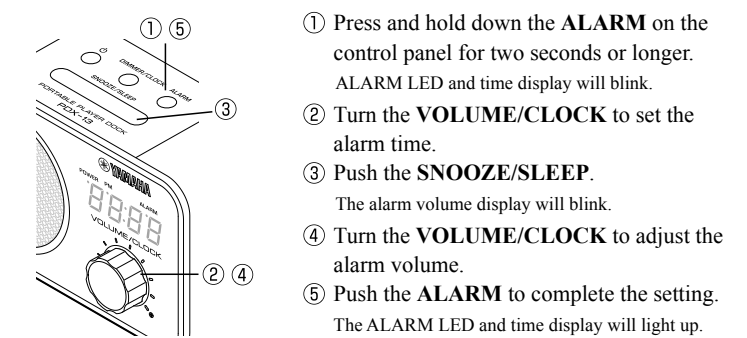 ① ⑤
① Press and hold down the ALARM on the
control panel for two seconds or longer.
ALARM LED and time display will blink.
② Turn the VOLUME/CLOCK to set the
alarm time.
③ Push the SNOOZE/SLEEP.
The alarm volume display will blink.
④ Turn the VOLUME/CLOCK to adjust the
alarm volume.
⑤ Push the ALARM to complete the setting.
The ALARM LED and time display will light up.
DIMMER/CLOCK
ALARM
SNOOZE/SLEEP
③
PORTABLE PLAYER DOCK
PDX-13
YAMAHA
POWER PM
ALARM
88:88
VOLUME/CLOCK
② ④